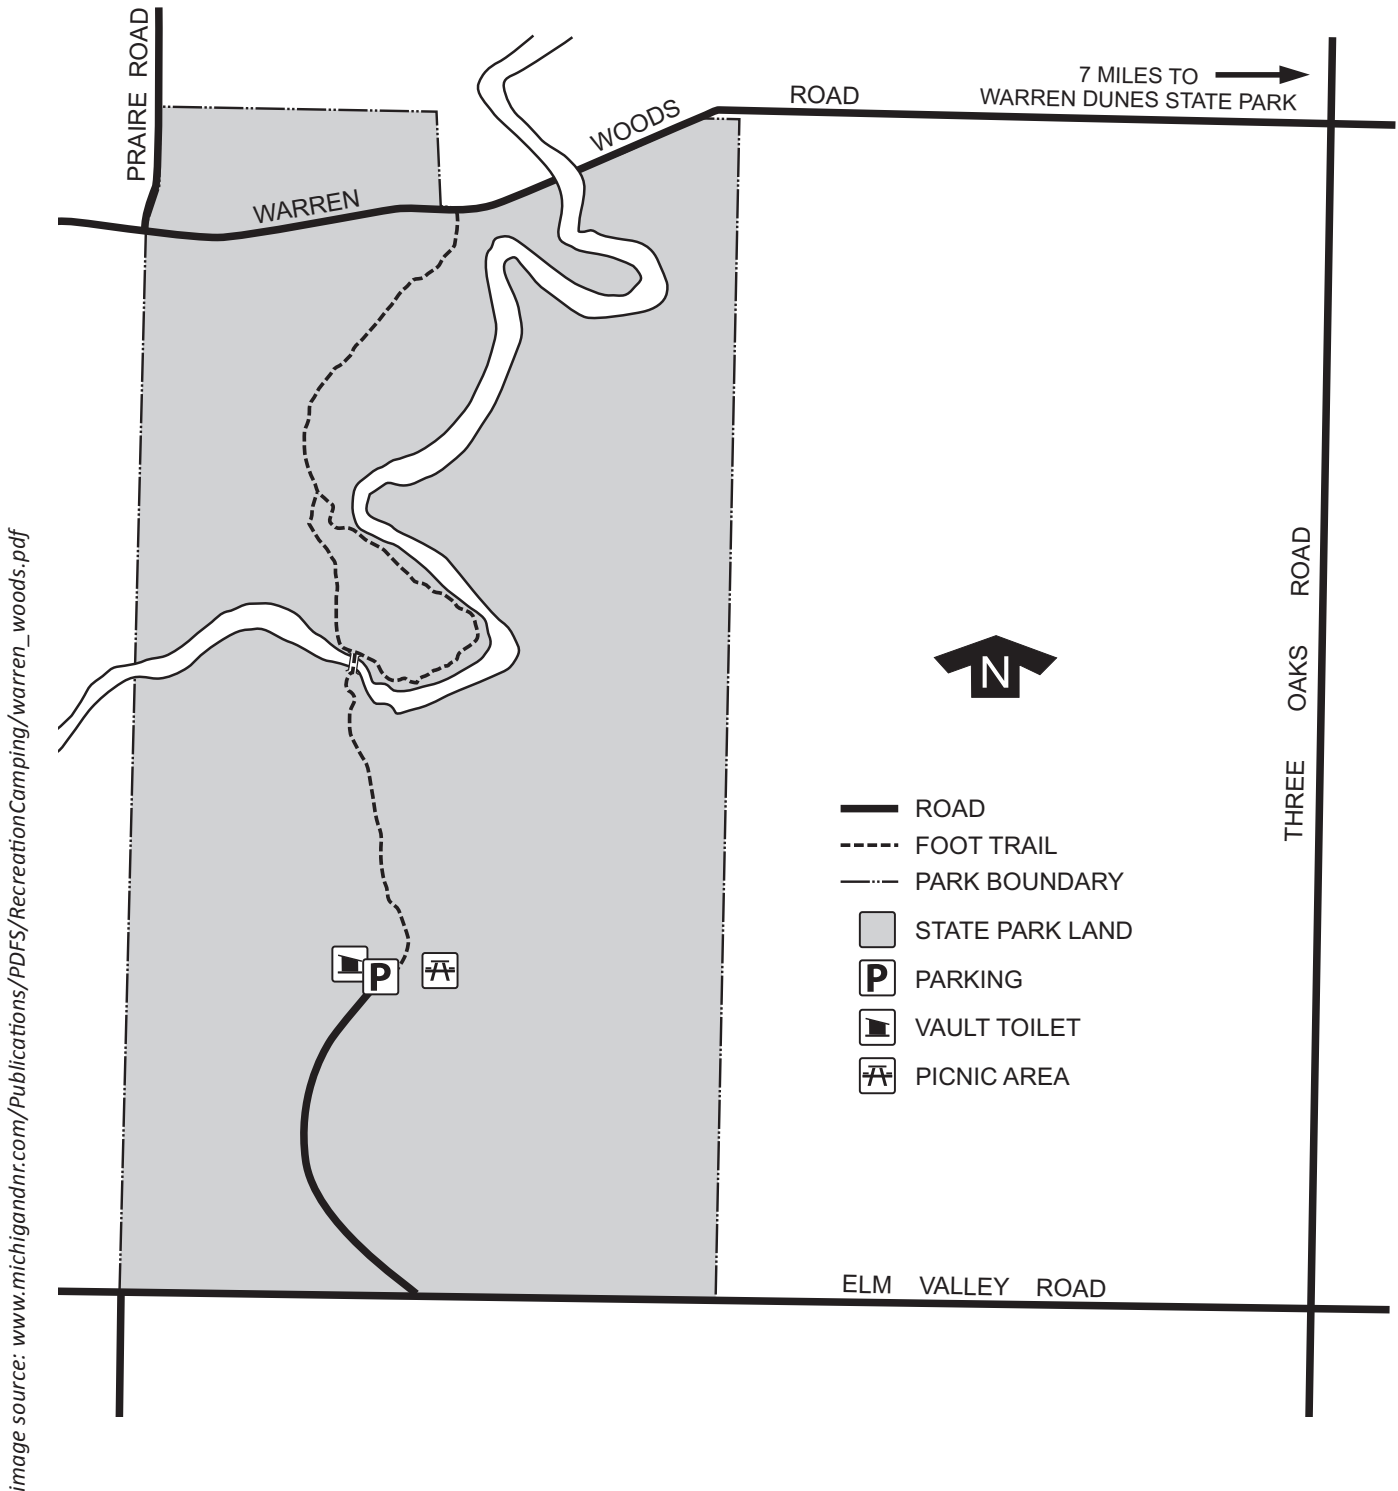 PRAIRE ROAD
WARREN
WOODS
ROAD
7 MILES TO
WARREN DUNES STATE PARK
THREE OAKS ROAD
N
ROAD
FOOT TRAIL
PARK BOUNDARY
STATE PARK LAND
P PARKING
VAULT TOILET
PICNIC AREA
P
ELM VALLEY ROAD
image source: www.michigandnr.com/Publications/PDFS/RecreationCamping/warren_woods.pdf